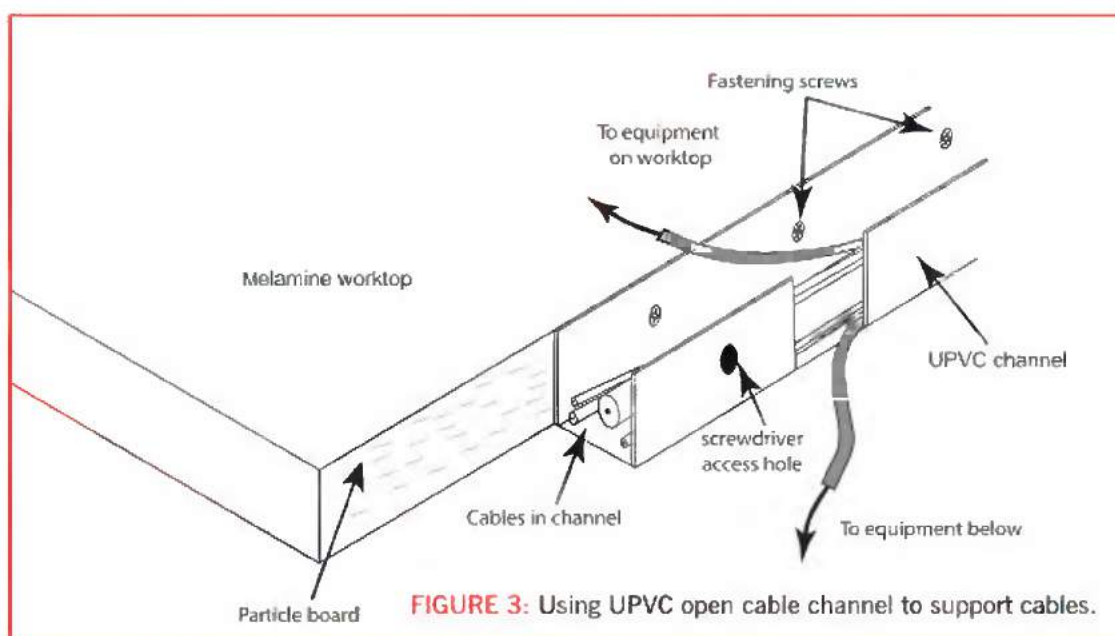 Fastening screws
To equipment
on worktop
Melamine worktop
UPVC channel
screwdriver
access hole
Cables in channel
To equipment below
Particle board
FIGURE 3: Using UPVC open cable channel to support cables.